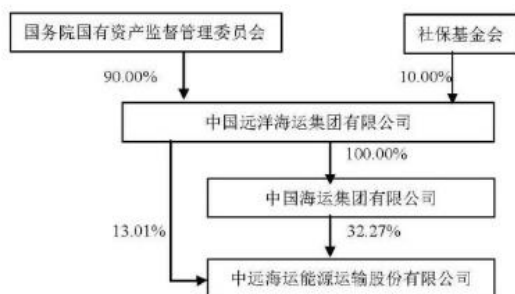 国务院国有资产监督管理委员会
社保基金会
90.00%
10.00%
中国远洋海运集团有限公司
100.00%
中国海运集团有限公司
13.01%
32.27%
中远海运能源运输股份有限公司